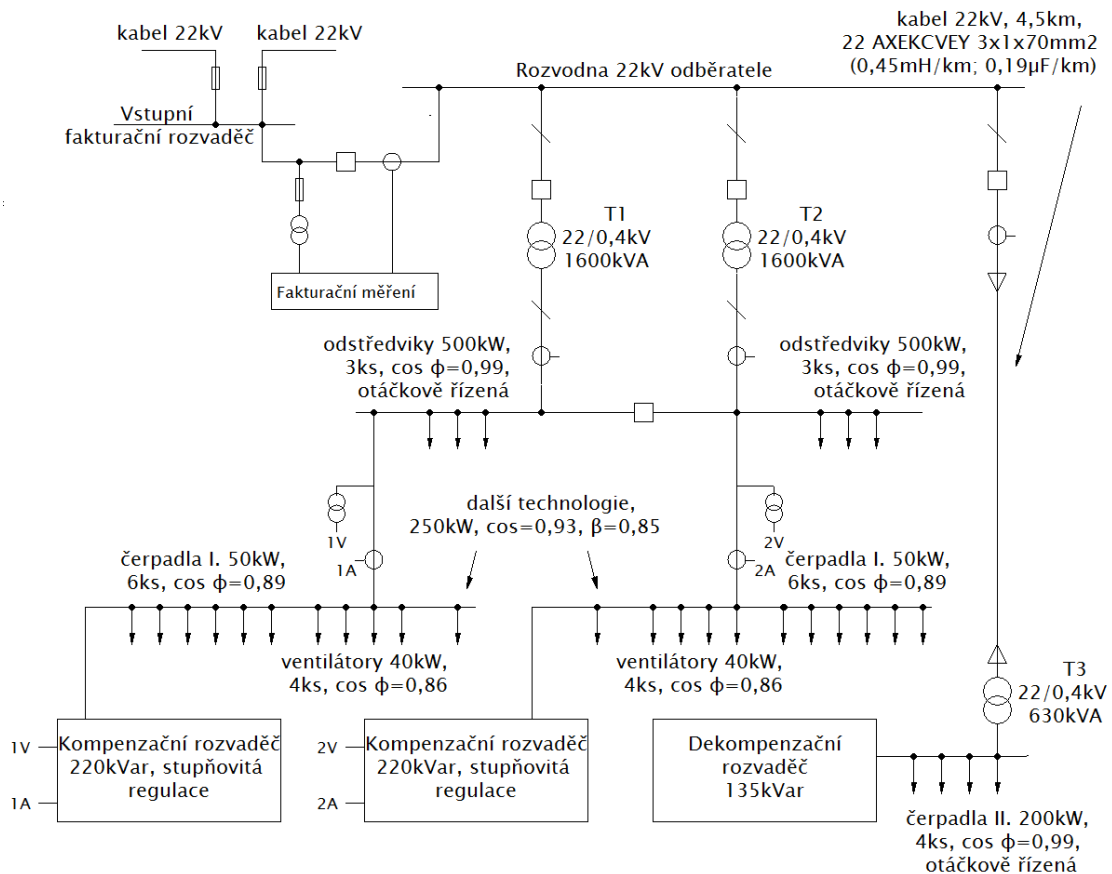 kabel 22kV
kabel 22kV
kabel 22kV, 4,5km,
22 AXEKCVEY 3x1x70mm2
(0,45mH/km; 0,19µF/km)
Rozvodna 22kV odběratele
Vstupní
fakturační rozvaděč
Fakturační měření
T1
22/0,4kV
1600kVA
T2
22/0,4kV
1600kVA
odstředivky 500kW,
3ks, cos ϕ=0,99,
otáčkově řízená
odstředivky 500kW,
3ks, cos ϕ=0,99,
otáčkově řízená
další technologie,
250kW, cos=0,93, β=0,85
1V
1A
2V
2A
čerpadla I. 50kW,
6ks, cos ϕ=0,89
čerpadla I. 50kW,
6ks, cos ϕ=0,89
ventilátory 40kW,
4ks, cos ϕ=0,86
ventilátory 40kW,
4ks, cos ϕ=0,86
T3
22/0,4kV
630kVA
1V
1A
Kompenzační rozvaděč
220kVar, stupňovitá
regulace
2V
2A
Kompenzační rozvaděč
220kVar, stupňovitá
regulace
Dekompenzační
rozvaděč
135kVar
čerpadla II. 200kW,
4ks, cos ϕ=0,99,
otáčkově řízená